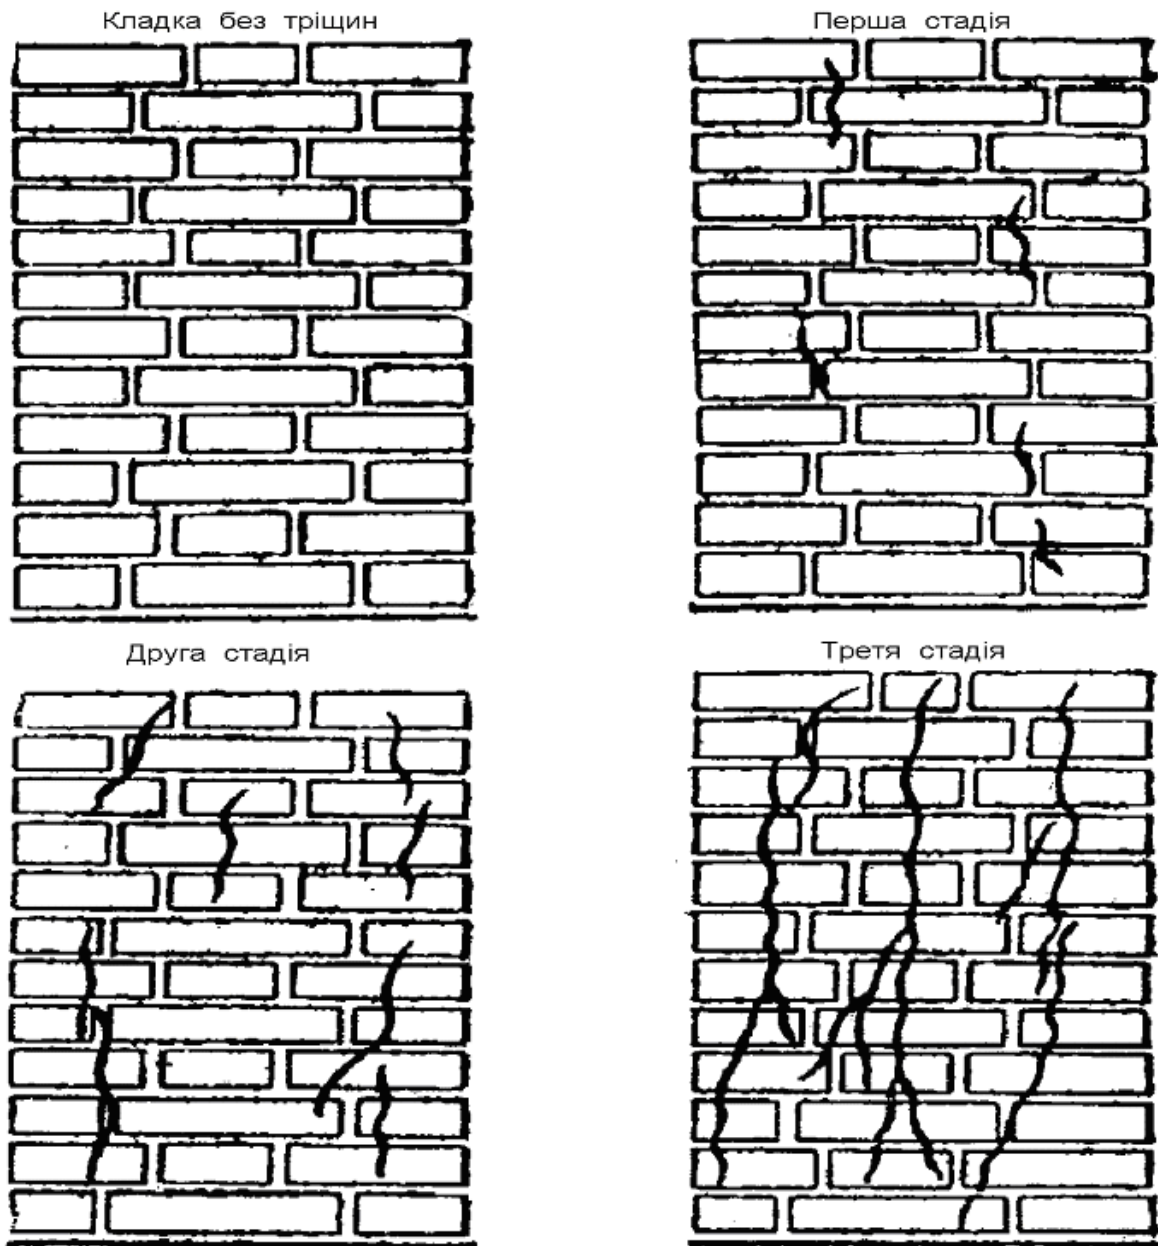 Кладка без тріщин
Перша стадія
Друга стадія
Третя стадія